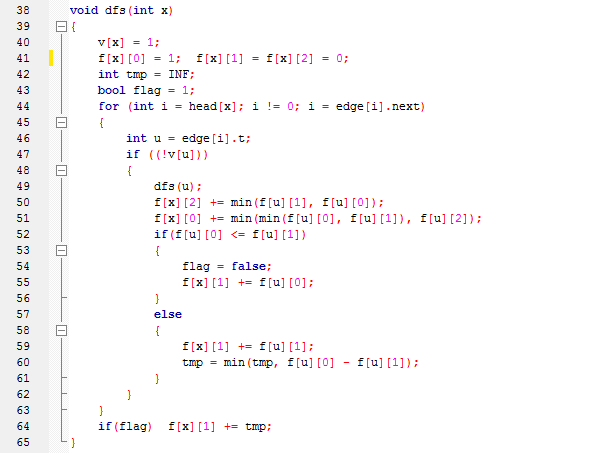 38 void dfs(int x)
39 {
40     v[x] = 1;
41     f[x][0] = 1;  f[x][1] = f[x][2] = 0;
42     int tmp = INF;
43     bool flag = 1;
44     for (int i = head[x]; i != 0; i = edge[i].next)
45     {
46         int u = edge[i].t;
47         if ((!v[u]))
48         {
49             dfs(u);
50             f[x][2] += min(f[u][1], f[u][0]);
51             f[x][0] += min(min(f[u][0], f[u][1]), f[u][2]);
52             if(f[u][0] <= f[u][1])
53             {
54                 flag = false;
55                 f[x][1] += f[u][0];
56             }
57             else
58             {
59                 f[x][1] += f[u][1];
60                 tmp = min(tmp, f[u][0] - f[u][1]);
61             }
62         }
63     }
64     if(flag)  f[x][1] += tmp;
65 }